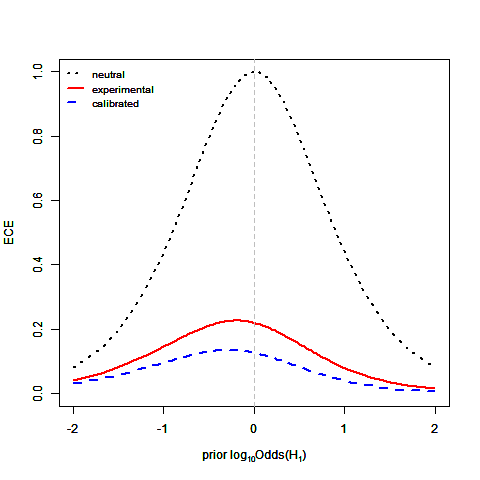 neutral
experimental
calibrated
1.0
0.8
0.6
0.4
0.2
0.0
ECE
-2 -1 0 1 2
prior log10Odds(H1)